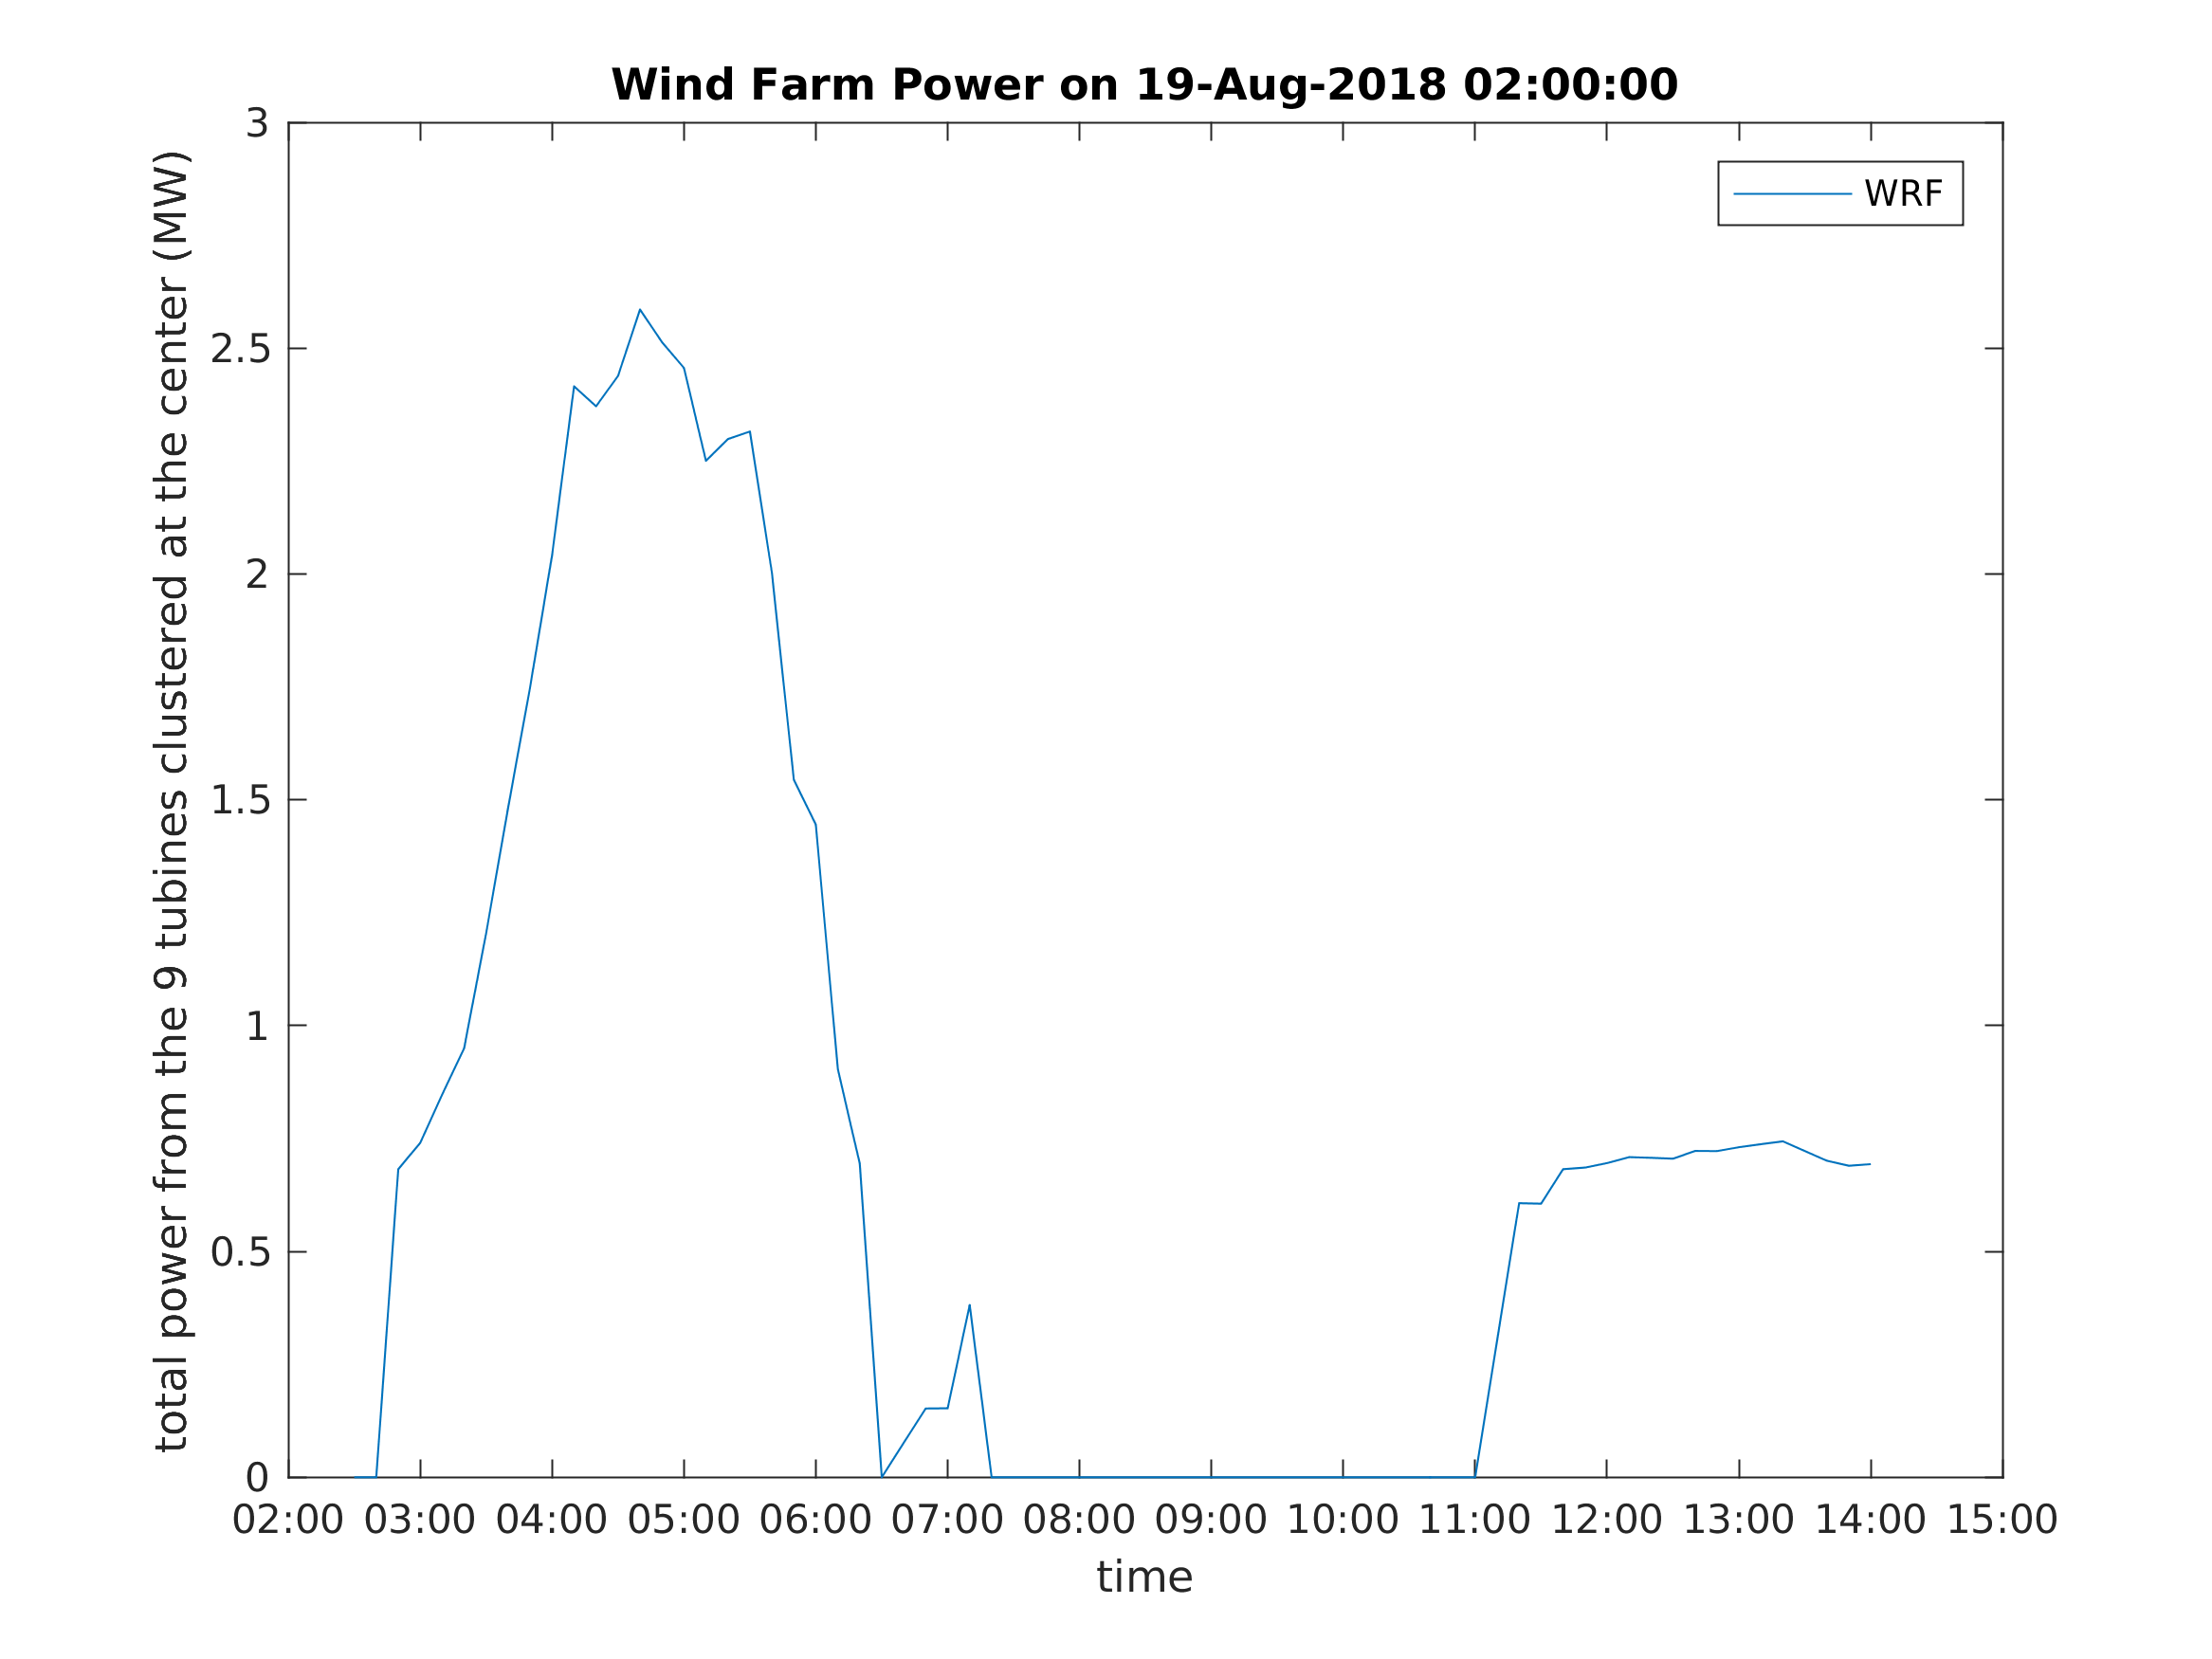 Wind Farm Power on 19-Aug-2018 02:00:00
total power from the 9 tubines clustered at the center (MW)
3
2.5
2
1.5
1
0.5
0
WRF
02:00 03:00 04:00 05:00 06:00 07:00 08:00 09:00 10:00 11:00 12:00 13:00 14:00 15:00
time